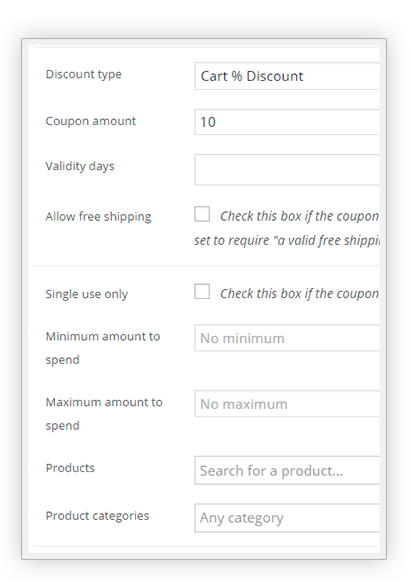 Discount type Cart % Discount
Coupon amount 10
Validity days
Allow free shipping Check this box if the coupon
set to require "a valid free
Single use only Check this box if the coupon
Minimum amount to No minimum
spend
Maximum amount to No maximum
spend
Products Search for a product...
Product categories Any category